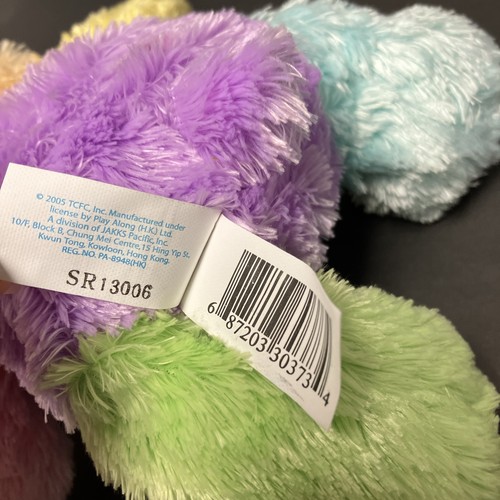 © 2005 TCFC, Inc. Manufactured under
license by Play Along (H.K) Ltd.
A division of JAKKS Pacific, Inc.
10/F, Block B, Chung Mei Centre, 15 Hing Yip St.
Kwun Tong, Kowloon, Hong Kong.
REG. NO. PA-8948(HK)
SR13006
6 87203 30373 4